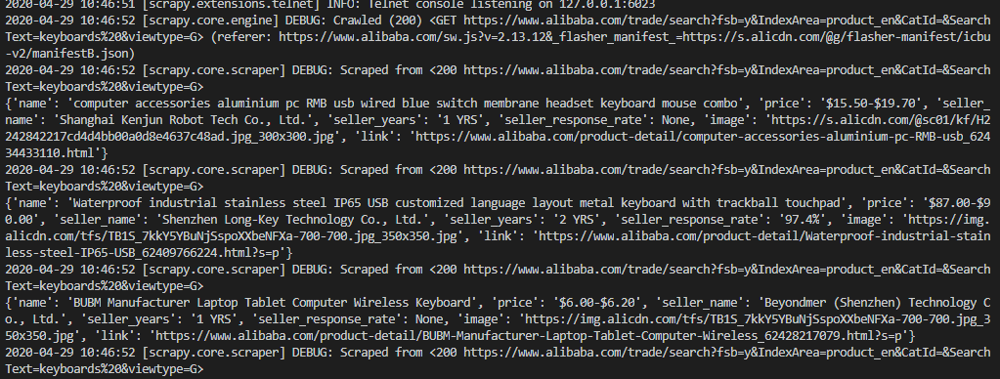 2020-04-29 10:46:51 [scrapy.extensions.telnet] INFO: Telnet console listening on 127.0.0.1:6023
2020-04-29 10:46:52 [scrapy.core.engine] DEBUG: Crawled (200) <GET https://www.alibaba.com/trade/search?fsb=y&IndexArea=product_en&CatId=&Search
Text=keyboards%20&viewtype=G> (referer: https://www.alibaba.com/sw.js?v=2.13.12&_flasher_manifest_=https://s.alicdn.com/@g/flasher-manifest/icbu
-v2/manifestB.json)
2020-04-29 10:46:52 [scrapy.core.scraper] DEBUG: Scraped from <200 https://www.alibaba.com/trade/search?fsb=y&IndexArea=product_en&CatId=&Search
Text=keyboards%20&viewtype=G>
{'name': 'computer accessories aluminium pc RMB usb wired blue switch membrane headset keyboard mouse combo', 'price': '$15.50-$19.70', 'seller_
name': 'Shanghai Kenjun Robot Tech Co., Ltd.', 'seller_years': '1 YRS', 'seller_response_rate': None, 'image': 'https://s.alicdn.com/@sc01/kf/H2
242842217cd4d4bb00a0d8e4637c48ad.jpg_300x300.jpg', 'link': 'https://www.alibaba.com/product-detail/computer-accessories-aluminium-pc-RMB-usb_624
34433110.html'}
2020-04-29 10:46:52 [scrapy.core.scraper] DEBUG: Scraped from <200 https://www.alibaba.com/trade/search?fsb=y&IndexArea=product_en&CatId=&Search
Text=keyboards%20&viewtype=G>
{'name': 'Waterproof industrial stainless steel IP65 USB customized language layout metal keyboard with trackball touchpad', 'price': '$87.00-$9
0.00', 'seller_name': 'Shenzhen Long-Key Technology Co., Ltd.', 'seller_years': '2 YRS', 'seller_response_rate': '97.4%', 'image': 'https://img.
alicdn.com/tfs/TB1S_7kkY5YBuNjSspoXXbeNFXa-700-700.jpg_350x350.jpg', 'link': 'https://www.alibaba.com/product-detail/Waterproof-industrial-stain
less-steel-IP65-USB_62409766224.html?s=p'}
2020-04-29 10:46:52 [scrapy.core.scraper] DEBUG: Scraped from <200 https://www.alibaba.com/trade/search?fsb=y&IndexArea=product_en&CatId=&Search
Text=keyboards%20&viewtype=G>
{'name': 'BUBM Manufacturer Laptop Tablet Computer Wireless Keyboard', 'price': '$6.00-$6.20', 'seller_name': 'Beyondmer (Shenzhen) Technology C
o., Ltd.', 'seller_years': '1 YRS', 'seller_response_rate': None, 'image': 'https://img.alicdn.com/tfs/TB1S_7kkY5YBuNjSspoXXbeNFXa-700-700.jpg_3
50x350.jpg', 'link': 'https://www.alibaba.com/product-detail/BUBM-Manufacturer-Laptop-Tablet-Computer-Wireless_62428217079.html?s=p'}
2020-04-29 10:46:52 [scrapy.core.scraper] DEBUG: Scraped from <200 https://www.alibaba.com/trade/search?fsb=y&IndexArea=product_en&CatId=&Search
Text=keyboards%20&viewtype=G>